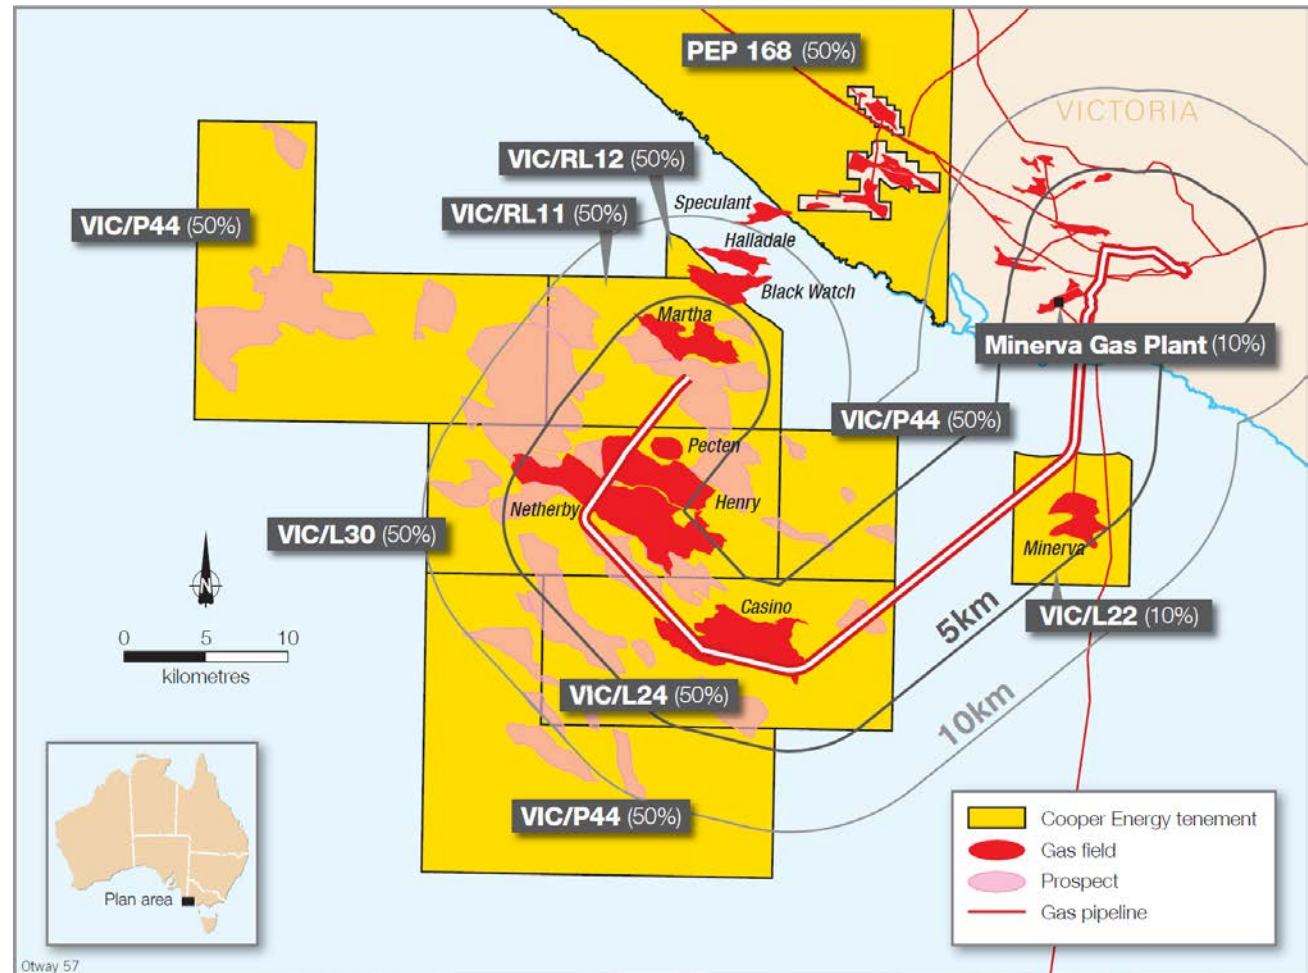 PEP 168 (50%)
VICTORIA
VIC/RL12 (50%)
VIC/RL11 (50%)
Speculant
VIC/P44 (50%)
Halladale
Black Watch
Martha
Minerva Gas Plant (10%)
VIC/P44 (50%)
Pecten
Netherby
Henry
VIC/L30 (50%)
Minerva
N
Casino
5km
VIC/L22 (10%)
0 5 10
kilometres
VIC/L24 (50%)
10km
VIC/P44 (50%)
Cooper Energy tenement
Gas field
Prospect
Gas pipeline
Plan area
Otway 57